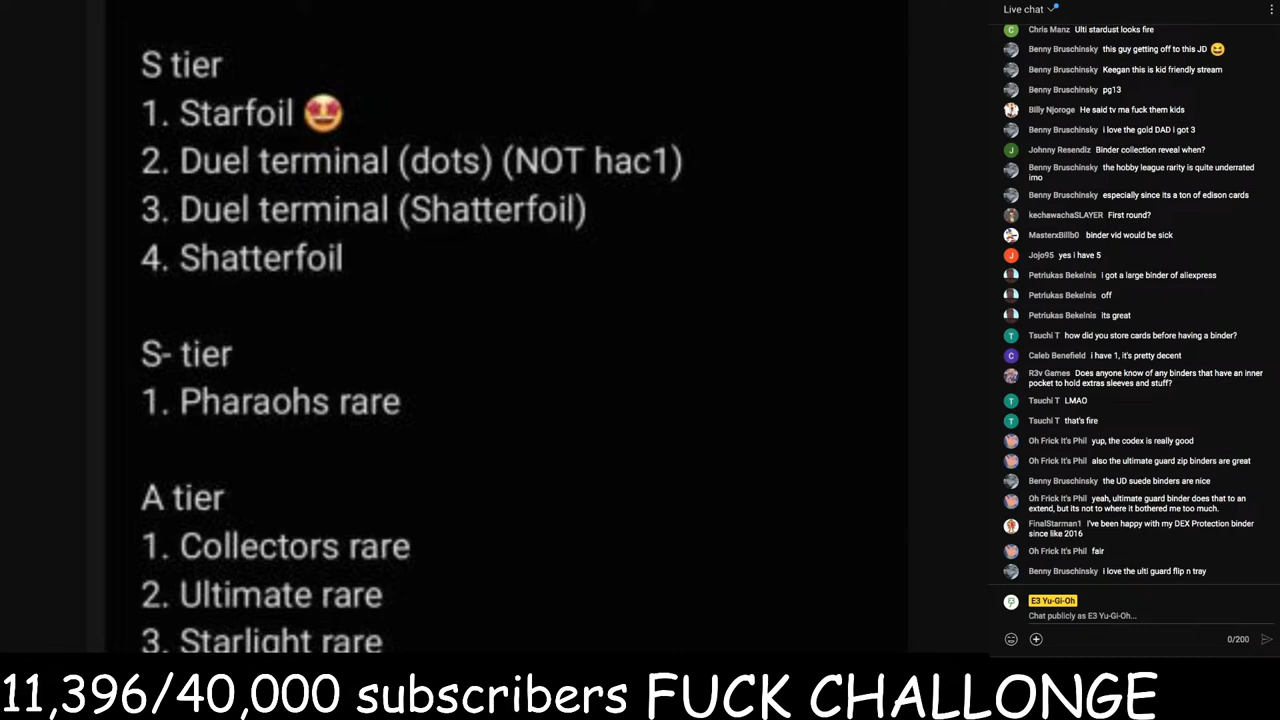 S tier
1. Starfoil 🤩
2. Duel terminal (dots) (NOT hac1)
3. Duel terminal (Shatterfoil)
4. Shatterfoil
S- tier
1. Pharaohs rare
A tier
1. Collectors rare
2. Ultimate rare
3. Starlight rare
Live chat
Chris Manz Ulti stardust looks fire
Benny Bruschinsky this guy getting off to this JD 😆
Benny Bruschinsky Keegan this is kid friendly stream
Benny Bruschinsky pg13
Billy Njoroge He said tv ma fuck them kids
Benny Bruschinsky i love the gold DAD i got 3
Johnny Resendiz Binder collection reveal when?
Benny Bruschinsky the hobby league rarity is quite underrated
imo
Benny Bruschinsky especially since its a ton of edison cards
kechawachaSLAYER First round?
MasterxBillb0 binder vid would be sick
Jojo95 yes i have 5
Petriukas Bekelnis i got a large binder of aliexpress
Petriukas Bekelnis off
Petriukas Bekelnis its great
Tsuchi T how did you store cards before having a binder?
Caleb Benefield i have 1, it's pretty decent
R3v Games Does anyone know of any binders that have an inner
pocket to hold extras sleeves and stuff?
Tsuchi T LMAO
Tsuchi T that's fire
Oh Frick It's Phil yup, the codex is really good
Oh Frick It's Phil also the ultimate guard zip binders are great
Benny Bruschinsky the UD suede binders are nice
Oh Frick It's Phil yeah, ultimate guard binder does that to an
extend, but its not to where it bothered me too much.
FinalStarman1 I've been happy with my DEX Protection binder
since like 2016
Oh Frick It's Phil fair
Benny Bruschinsky i love the ulti guard flip n tray
E3 Yu-Gi-Oh
Chat publicly as E3 Yu-Gi-Oh...
0/200
11,396/40,000 subscribers FUCK CHALLONGE